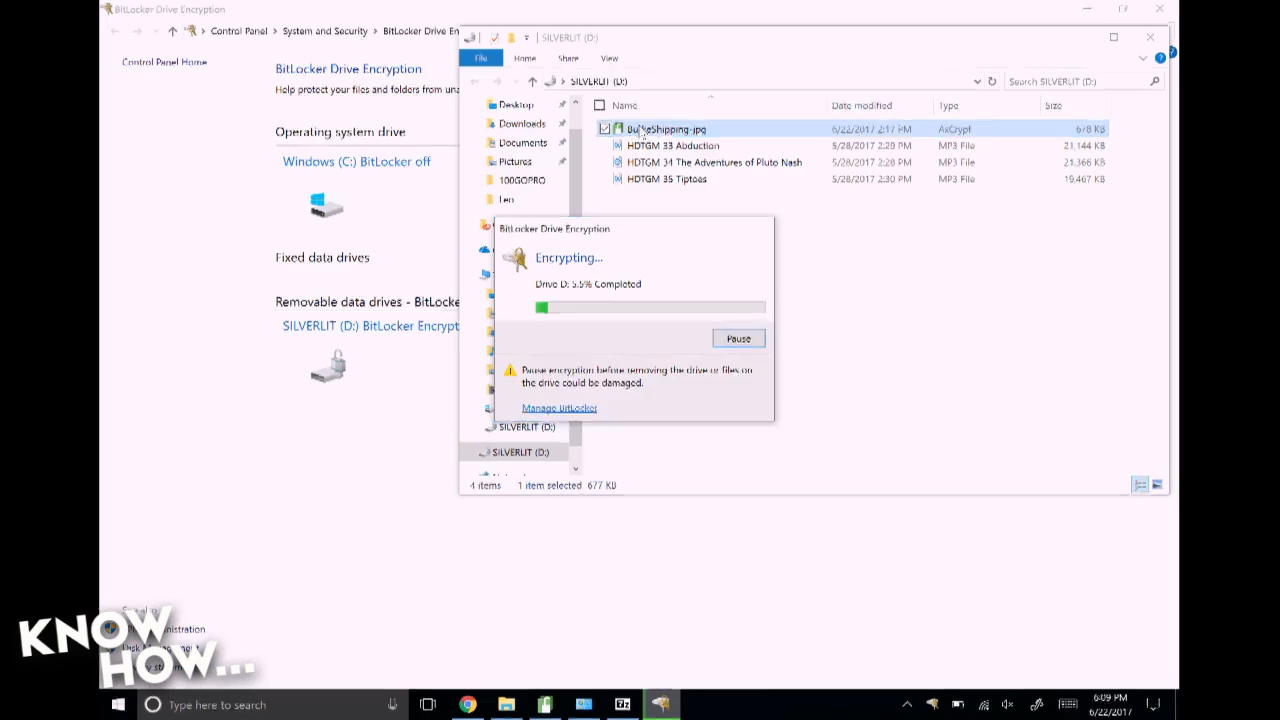 BitLocker Drive Encryption
Control Panel > System and Security > BitLocker Drive En
Control Panel Home
BitLocker Drive Encryption
Help protect your files and folders from una
Operating system drive
Windows (C:) BitLocker off
Fixed data drives
Removable data drives - BitLocke
SILVERLIT (D:) BitLocker Encrypt
See also
ministration
SILVERLIT (D:)
File Home Share View
SILVERLIT (D:)
Search SILVERLIT (D:)
Desktop
Downloads
Documents
Pictures
100GOPRO
Leo
SILVERLIT (D:)
SILVERLIT (D:)
Name Date modified Type Size
6/22/2017 2:17 PM AxCrypt 678 KB
HDTGM 33 Abduction 5/28/2017 2:28 PM MP3 File 21,144 KB
HDTGM 34 The Adventures of Pluto Nash 5/28/2017 2:28 PM MP3 File 21,366 KB
HDTGM 35 Tiptoes 5/28/2017 2:30 PM MP3 File 19,467 KB
BitLocker Drive Encryption
Encrypting...
Drive D: 5.5% Completed
Pause
Pause encryption before removing the drive or files on
the drive could be damaged.
Manage BitLocker
4 items 1 item selected 677 KB
KNOW
HOW...
Type here to search
7z
6:09 PM
6/22/2017